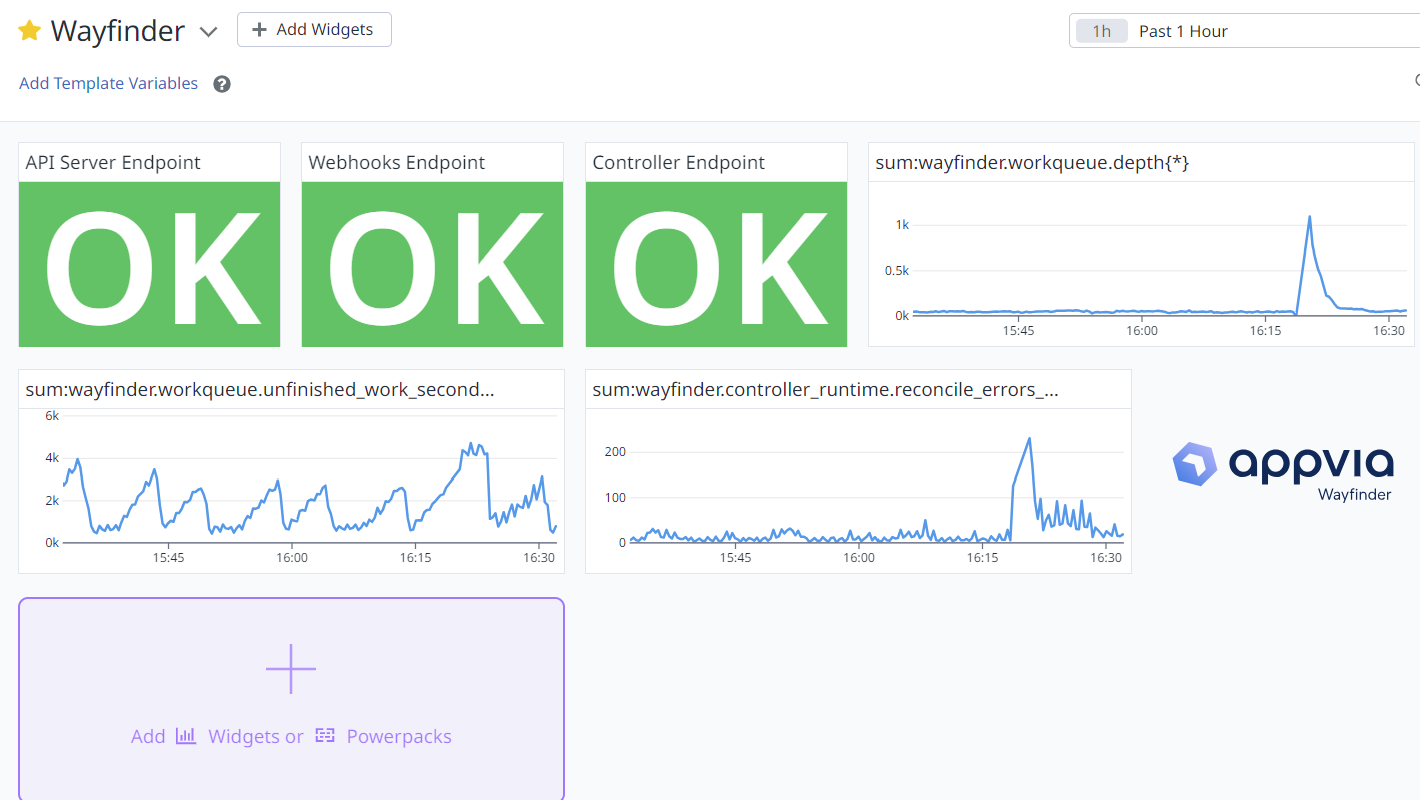 Wayfinder
Add Widgets
1h Past 1 Hour
Add Template Variables ?
API Server Endpoint
OK
Webhooks Endpoint
OK
Controller Endpoint
OK
sum:wayfinder.workqueue.depth{*}
1k
0.5k
0k
15:45 16:00 16:15 16:30
sum:wayfinder.workqueue.unfinished_work_second...
6k
4k
2k
0k
15:45 16:00 16:15 16:30
sum:wayfinder.controller_runtime.reconcile_errors_...
200
100
0
15:45 16:00 16:15 16:30
appvia
Wayfinder
Add Widgets or Powerpacks